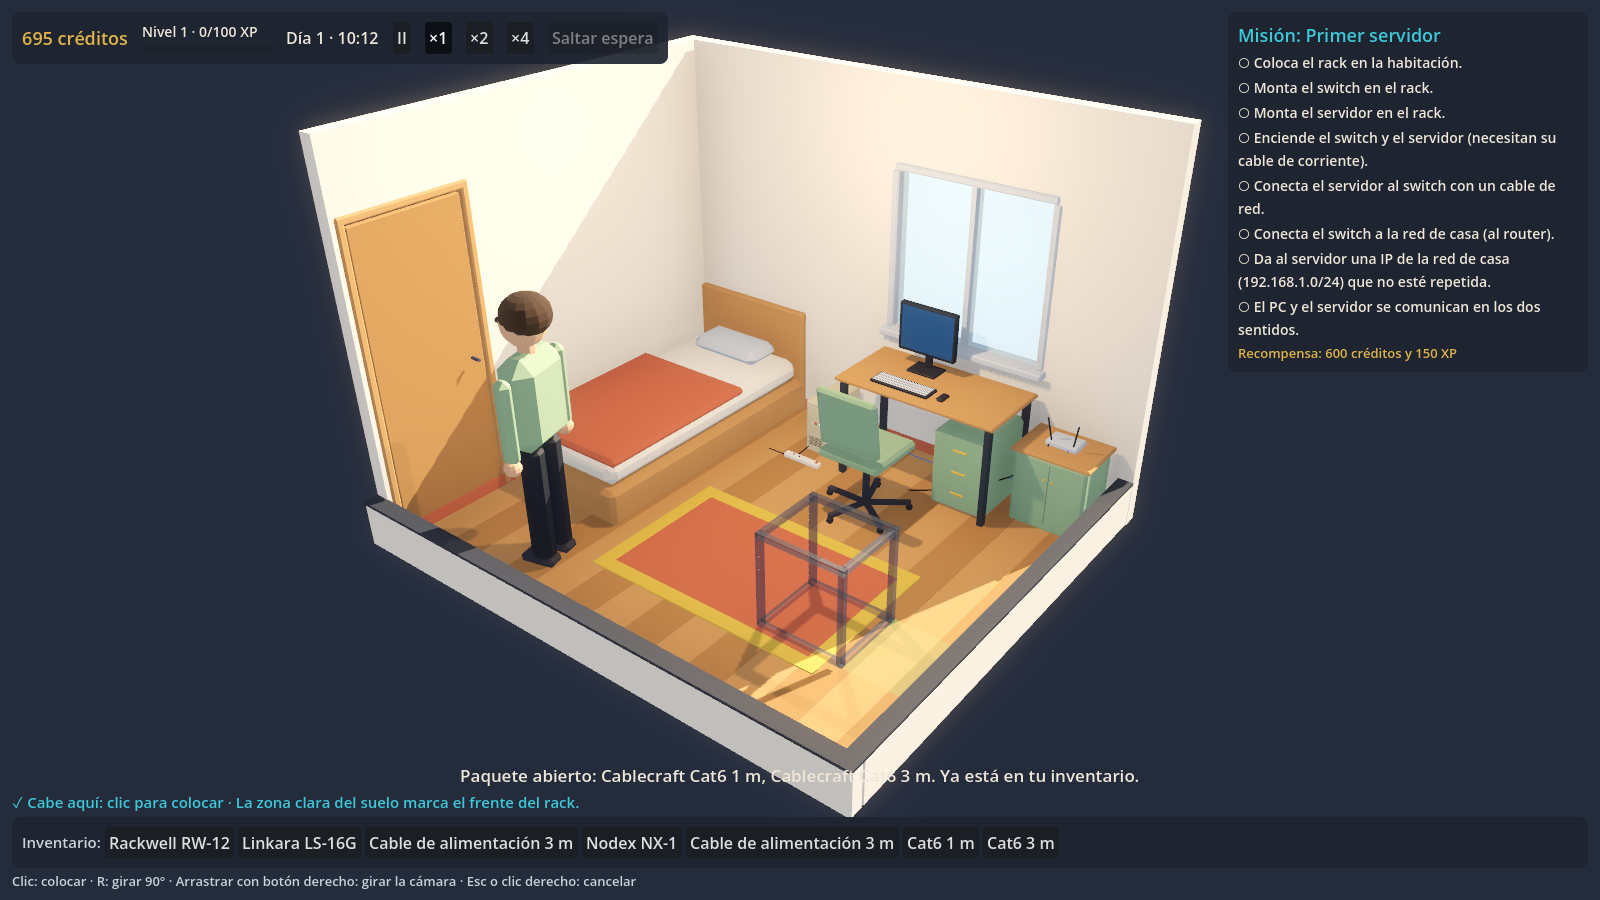 695 créditos
Nivel 1 · 0/100 XP
Día 1 · 10:12
II
×1
×2
×4
Saltar espera
Misión: Primer servidor
○ Coloca el rack en la habitación.
○ Monta el switch en el rack.
○ Monta el servidor en el rack.
○ Enciende el switch y el servidor (necesitan su
cable de corriente).
○ Conecta el servidor al switch con un cable de
red.
○ Conecta el switch a la red de casa (al router).
○ Da al servidor una IP de la red de casa
(192.168.1.0/24) que no esté repetida.
○ El PC y el servidor se comunican en los dos
sentidos.
Recompensa: 600 créditos y 150 XP
Paquete abierto: Cablecraft Cat6 1 m, Cablecraft Cat6 3 m. Ya está en tu inventario.
✓ Cabe aquí: clic para colocar · La zona clara del suelo marca el frente del rack.
Inventario: Rackwell RW-12 Linkara LS-16G Cable de alimentación 3 m Nodex NX-1 Cable de alimentación 3 m Cat6 1 m Cat6 3 m
Clic: colocar · R: girar 90° · Arrastrar con botón derecho: girar la cámara · Esc o clic derecho: cancelar